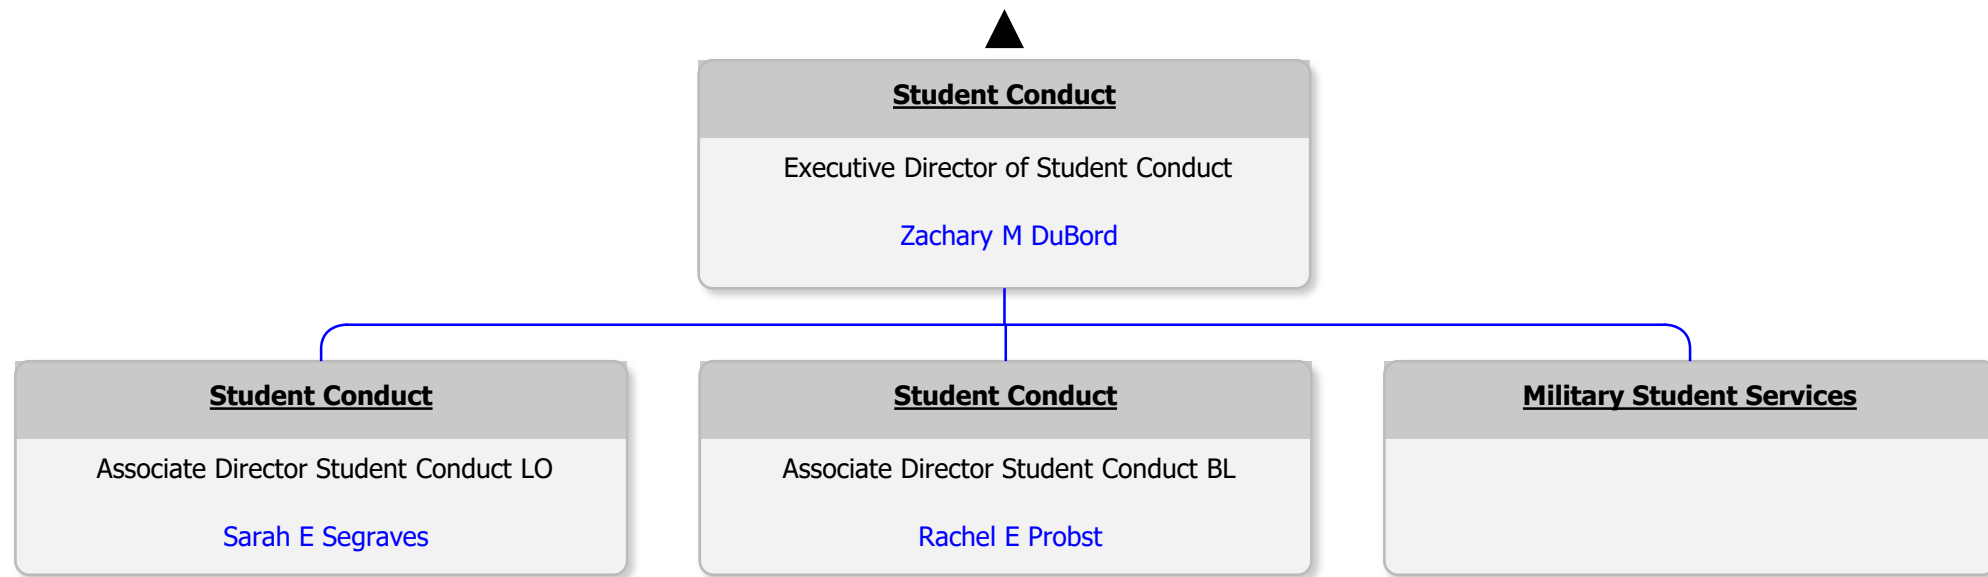 Student Conduct
Executive Director of Student Conduct
Zachary M DuBord
Student Conduct
Associate Director Student Conduct LO
Sarah E Segraves
Student Conduct
Associate Director Student Conduct BL
Rachel E Probst
Military Student Services